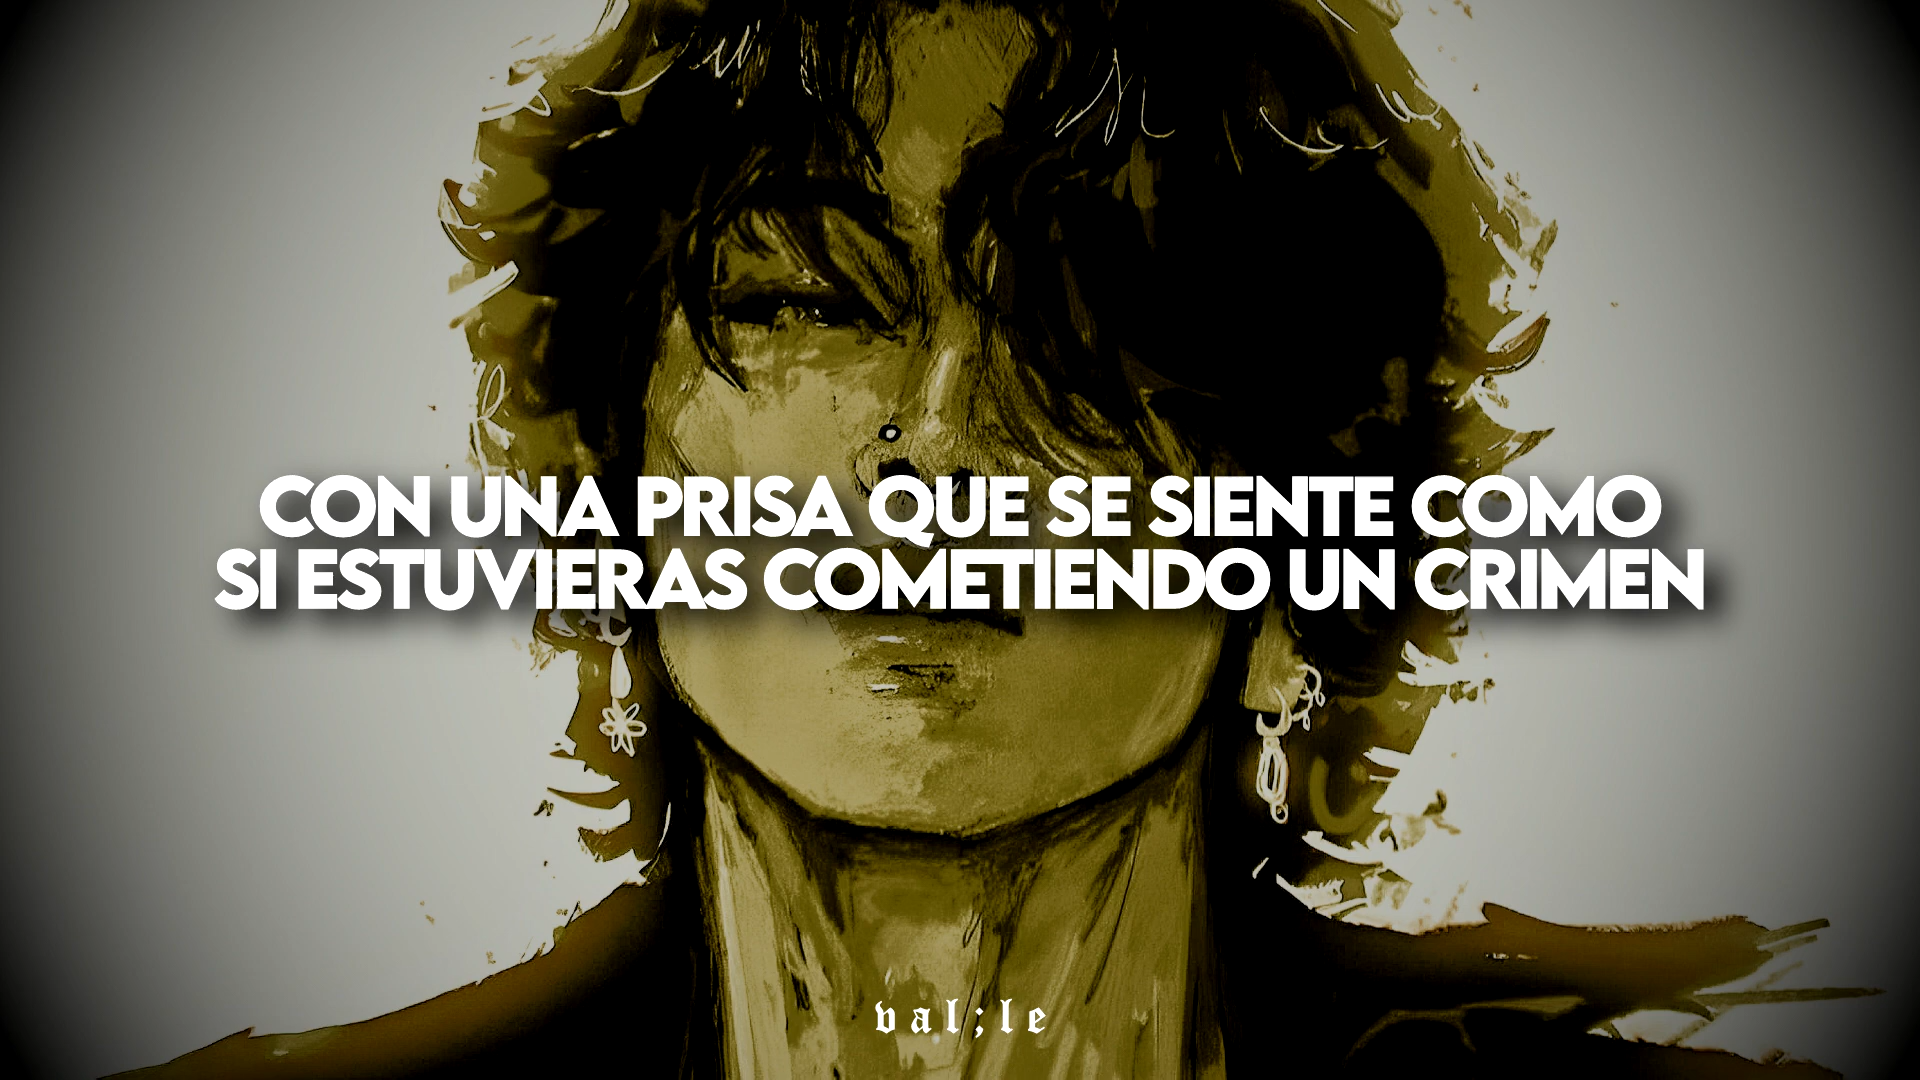 CON UNA PRISA QUE SE SIENTE COMO
SI ESTUVIERAS COMETIENDO UN CRIMEN
val;le